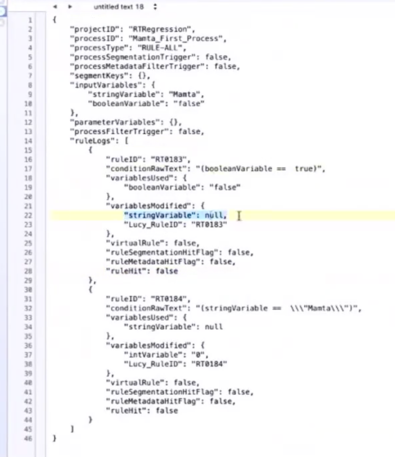 untitled text 18
1 {
2 "projectID": "RTRegression",
3 "processID": "Mamta_First_Process",
4 "processType": "RULE-ALL",
5 "processSegmentationTrigger": false,
6 "processMetadataFilterTrigger": false,
7 "segmentKeys": {},
8 "inputVariables": {
9 "stringVariable": "Mamta",
10 "booleanVariable": "false"
11 },
12 "parameterVariables": {},
13 "processFilterTrigger": false,
14 "ruleLogs": [
15 {
16 "ruleID": "RT0183",
17 "conditionRawText": "(booleanVariable == true)",
18 "variablesUsed": {
19 "booleanVariable": "false"
20 },
21 "variablesModified": {
22 "stringVariable": null,
23 "Lucy_RuleID": "RT0183"
24 },
25 "virtualRule": false,
26 "ruleSegmentationHitFlag": false,
27 "ruleMetadataHitFlag": false,
28 "ruleHit": false
29 },
30 {
31 "ruleID": "RT0184",
32 "conditionRawText": "(stringVariable == \\\"Mamta\\\")",
33 "variablesUsed": {
34 "stringVariable": null
35 },
36 "variablesModified": {
37 "intVariable": "0",
38 "Lucy_RuleID": "RT0184"
39 },
40 "virtualRule": false,
41 "ruleSegmentationHitFlag": false,
42 "ruleMetadataHitFlag": false,
43 "ruleHit": false
44 }
45 ]
46 }